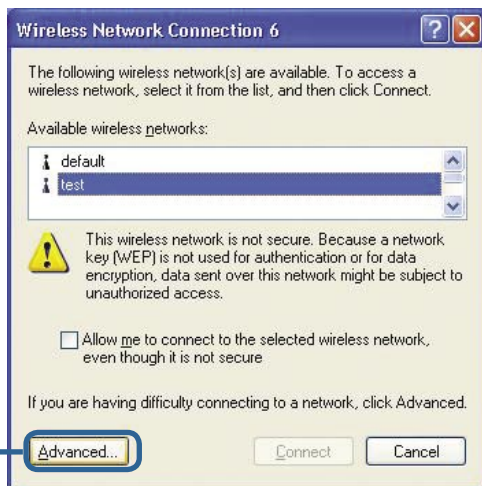 Wireless Network Connection 6
The following wireless network(s) are available. To access a
wireless network, select it from the list, and then click Connect.
Available wireless networks:
default
test
This wireless network is not secure. Because a network
key (WEP) is not used for authentication or for data
encryption, data sent over this network might be subject to
unauthorized access.
Allow me to connect to the selected wireless network,
even though it is not secure
If you are having difficulty connecting to a network, click Advanced.
Advanced... Connect Cancel